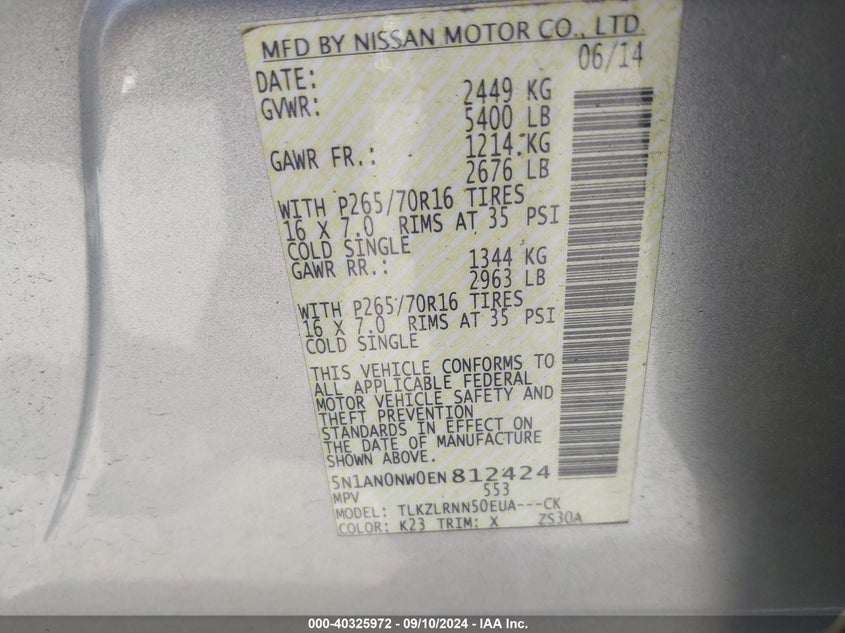 MFD BY NISSAN MOTOR CO., LTD.
DATE: 06/14
GVWR: 2449 KG
5400 LB
GAWR FR.: 1214 KG
2676 LB
WITH P265/70R16 TIRES
16 X 7.0 RIMS AT 35 PSI
COLD SINGLE
GAWR RR.: 1344 KG
2963 LB
WITH P265/70R16 TIRES
16 X 7.0 RIMS AT 35 PSI
COLD SINGLE
THIS VEHICLE CONFORMS TO
ALL APPLICABLE FEDERAL
MOTOR VEHICLE SAFETY AND
THEFT PREVENTION
STANDARDS IN EFFECT ON
THE DATE OF MANUFACTURE
SHOWN ABOVE.
5N1AN0NW0EN812424
MPV 553
MODEL: TLKZLRNN50EUA---CK
COLOR: K23 TRIM: X ZS30A
000-40325972 - 09/10/2024 - IAA Inc.